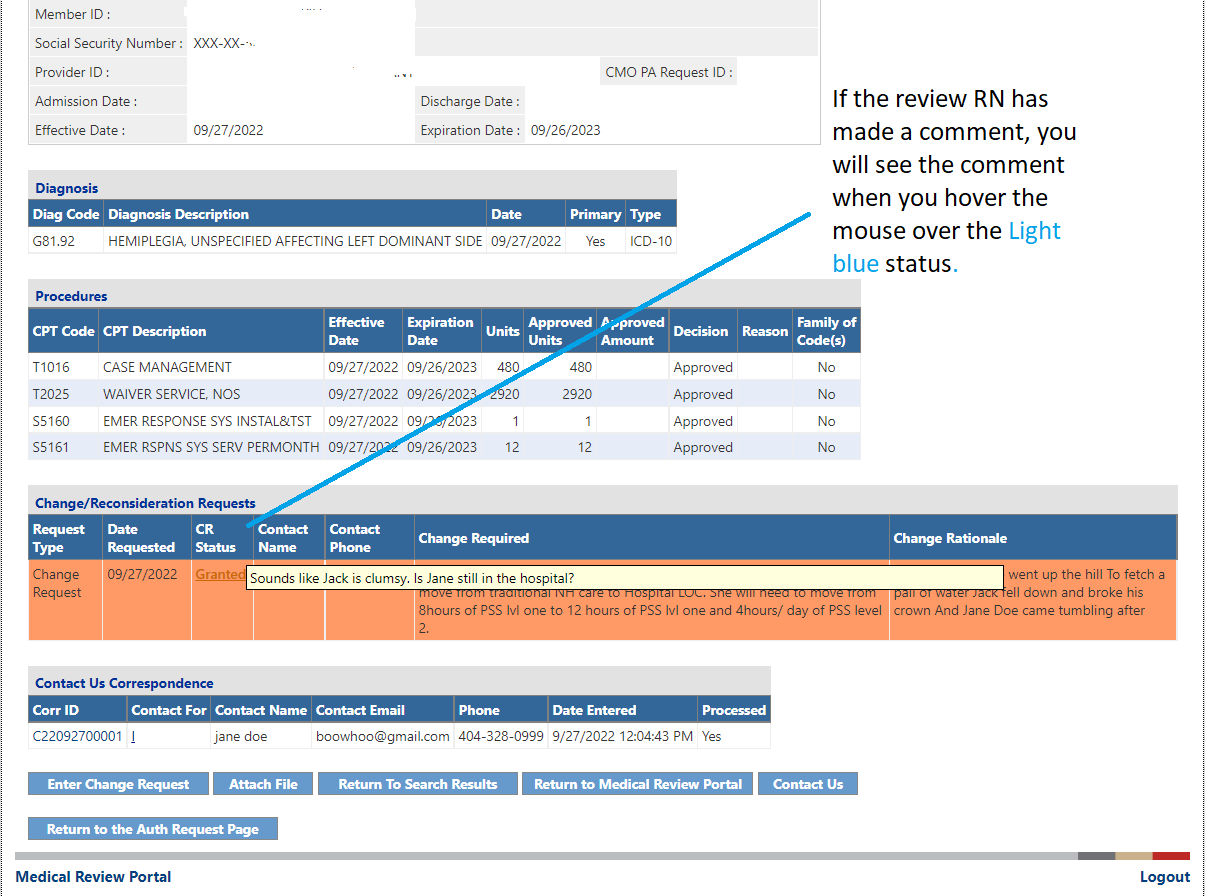 Member ID :
Social Security Number : XXX-XX-
Provider ID : CMO PA Request ID :
Admission Date : Discharge Date :
Effective Date : 09/27/2022 Expiration Date : 09/26/2023
If the review RN has
made a comment, you
will see the comment
when you hover the
mouse over the Light
blue status.
Diagnosis
Diag Code Diagnosis Description Date Primary Type
G81.92 HEMIPLEGIA, UNSPECIFIED AFFECTING LEFT DOMINANT SIDE 09/27/2022 Yes ICD-10
Procedures
CPT Code CPT Description Effective Date Expiration Date Units Approved Units Approved Amount Decision Reason Family of Code(s)
T1016 CASE MANAGEMENT 09/27/2022 09/26/2023 480 480 Approved No
T2025 WAIVER SERVICE, NOS 09/27/2022 09/26/2023 2920 2920 Approved No
S5160 EMER RESPONSE SYS INSTAL&TST 09/27/2022 09/26/2023 1 1 Approved No
S5161 EMER RSPNS SYS SERV PERMONTH 09/27/2022 09/26/2023 12 12 Approved No
Change/Reconsideration Requests
Request Type Date Requested CR Status Contact Name Contact Phone Change Required Change Rationale
Change Request 09/27/2022 Granted
Sounds like Jack is clumsy. Is Jane still in the hospital?
move from traditional NH care to Hospital LOC. She will need to move from
8hours of PSS lvl one to 12 hours of PSS lvl one and 4hours/ day of PSS level
2.
went up the hill To fetch a
pail of water Jack fell down and broke his
crown And Jane Doe came tumbling after
Contact Us Correspondence
Corr ID Contact For Contact Name Contact Email Phone Date Entered Processed
C22092700001 I jane doe boowhoo@gmail.com 404-328-0999 9/27/2022 12:04:43 PM Yes
Enter Change Request Attach File Return To Search Results Return to Medical Review Portal Contact Us
Return to the Auth Request Page
Medical Review Portal Logout